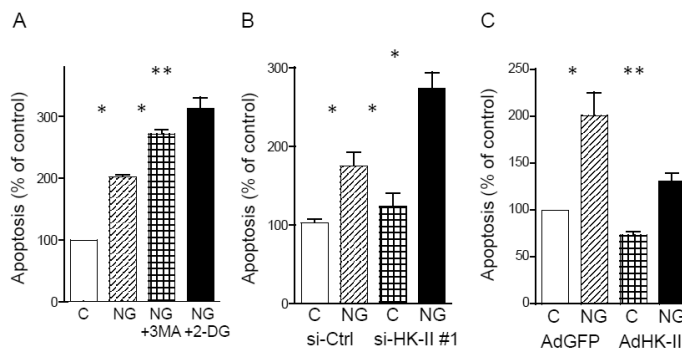 A
Apoptosis (% of control)
300
200
100
0
* * **
C NG NG NG
+3MA +2-DG
B
Apoptosis (% of control)
300
200
100
0
* * *
C NG C NG
si-Ctrl si-HK-II #1
C
Apoptosis (% of control)
250
200
150
100
50
0
* **
C NG C NG
AdGFP AdHK-II